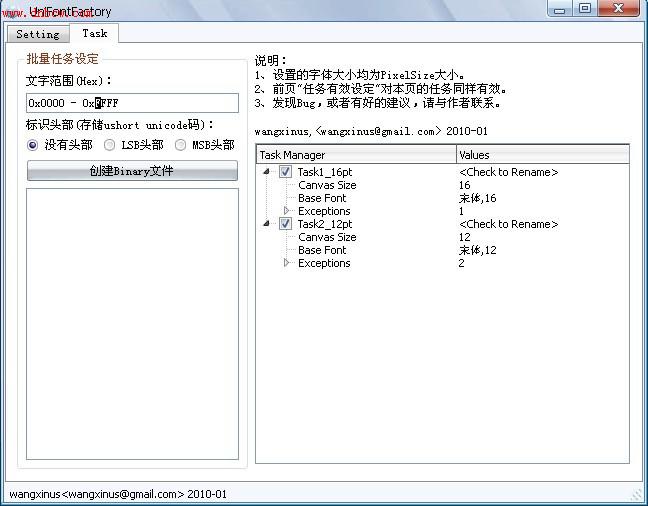 UniFontFactory
Setting
Task
批量任务设定
文字范围(Hex):
0x0000 - 0xFFFF
标识头部(存储ushort unicode码):
没有头部
LSB头部
MSB头部
创建Binary文件
说明:
1、设置的字体大小均为PixelSize大小。
2、前页“任务有效设定”对本页的任务同样有效。
3、发现Bug，或者有好的建议，请与作者联系。
wangxinus,<wangxinus@gmail.com> 2010-01
Task Manager Values
Task1_16pt <Check to Rename>
Canvas Size 16
Base Font 宋体,16
Exceptions 1
Task2_12pt <Check to Rename>
Canvas Size 12
Base Font 宋体,12
Exceptions 2
wangxinus<wangxinus@gmail.com> 2010-01